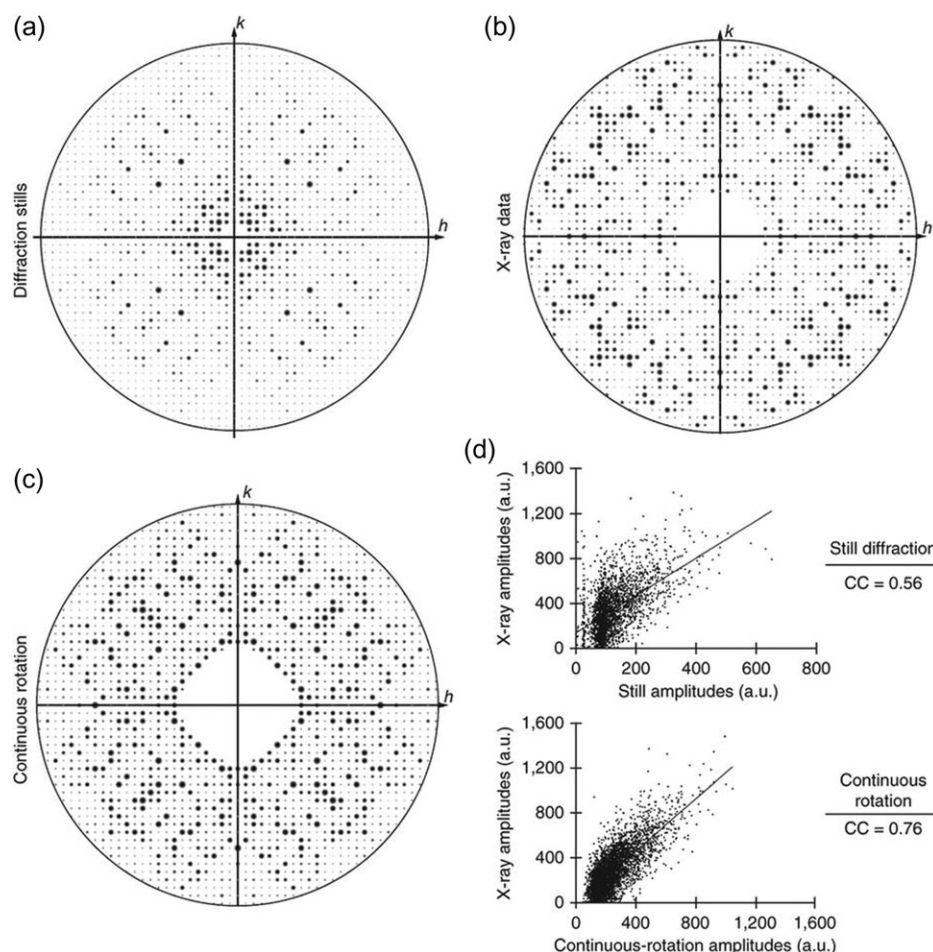 (a)
k
h
Diffraction stills
(b)
k
h
X-ray data
(c)
k
h
Continuous rotation
(d)
1,600
1,200
800
400
0
X-ray amplitudes (a.u.)
0 200 400 600 800
Still amplitudes (a.u.)
Still diffraction
CC = 0.56
1,600
1,200
800
400
0
X-ray amplitudes (a.u.)
0 400 800 1,200 1,600
Continuous-rotation amplitudes (a.u.)
Continuous
rotation
CC = 0.76